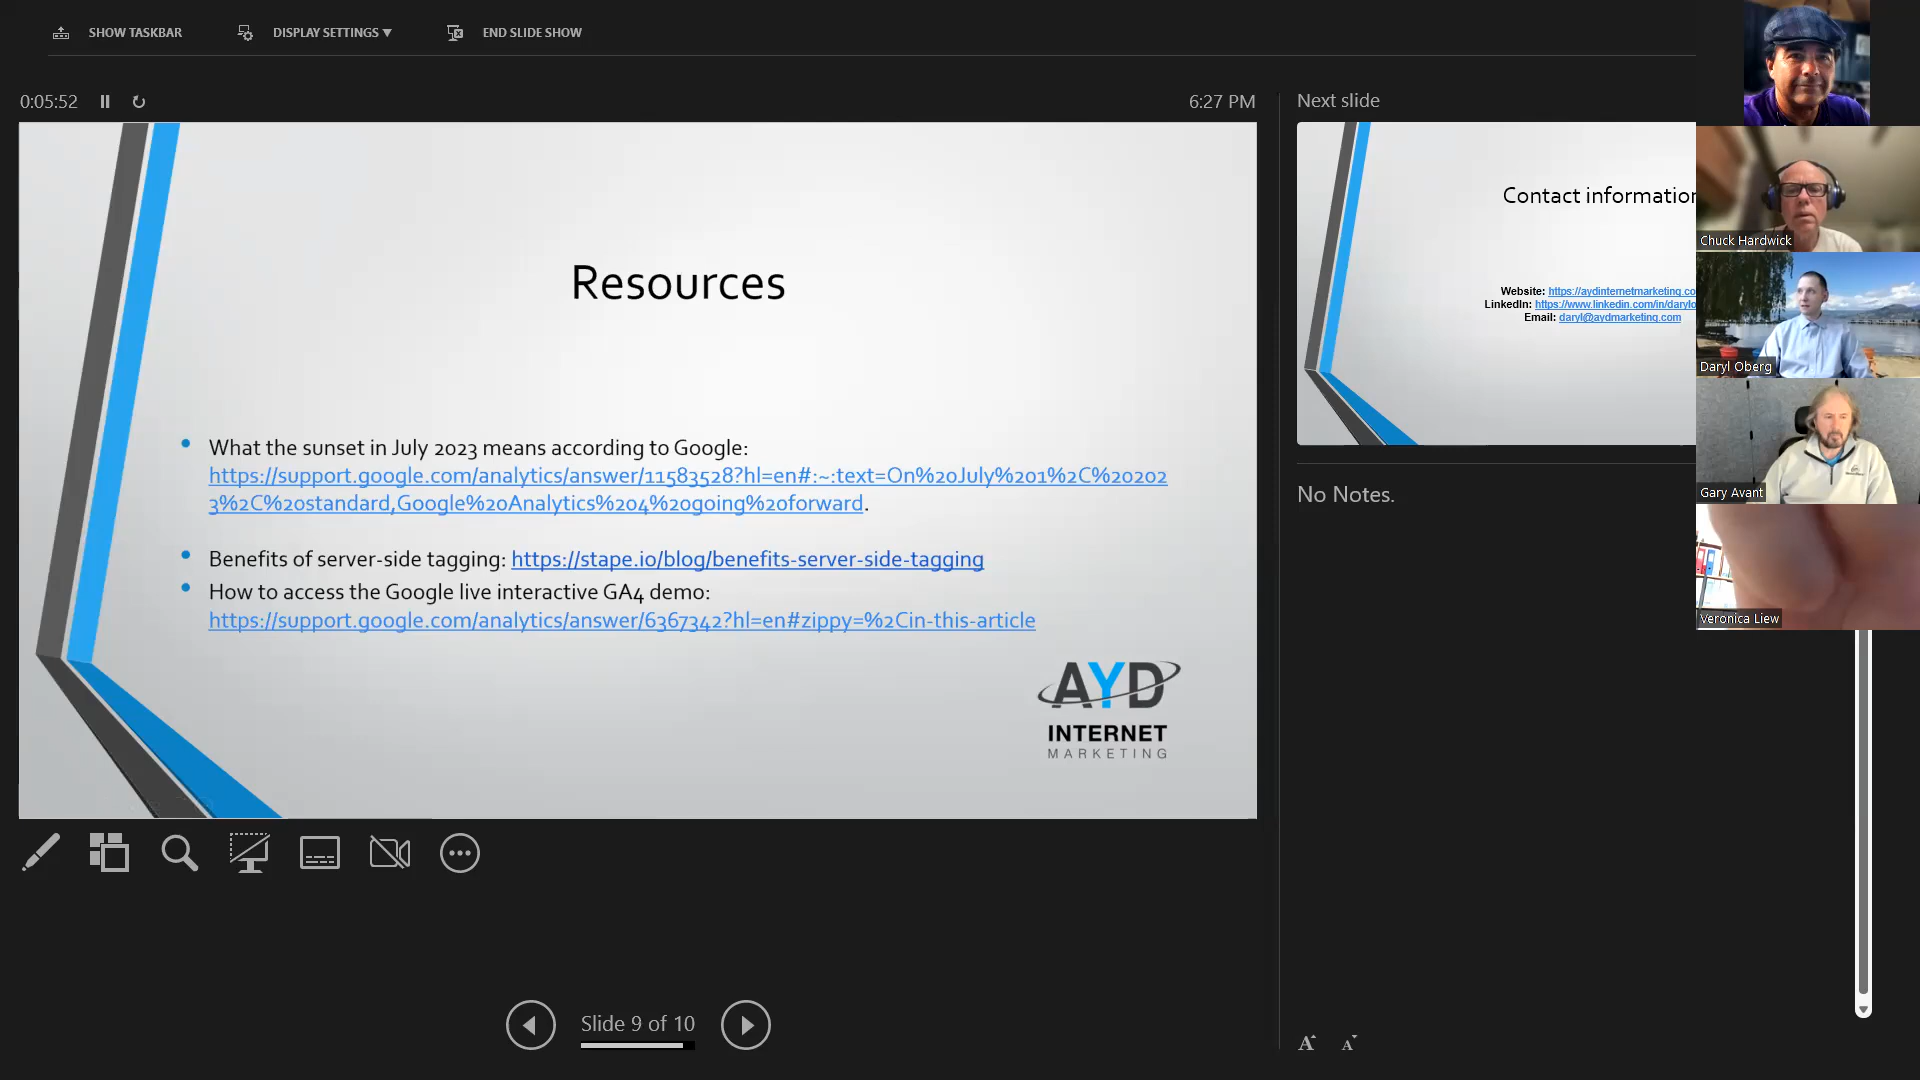 SHOW TASKBAR
DISPLAY SETTINGS ▼
END SLIDE SHOW
0:05:52
6:27 PM
Resources
What the sunset in July 2023 means according to Google:
https://support.google.com/analytics/answer/11583528?hl=en#:~:text=On%20July%201%2C%20202
3%2C%20standard,Google%20Analytics%204%20going%20forward.
Benefits of server-side tagging: https://stape.io/blog/benefits-server-side-tagging
How to access the Google live interactive GA4 demo:
https://support.google.com/analytics/answer/6367342?hl=en#zippy=%2Cin-this-article
AYD
INTERNET
MARKETING
Slide 9 of 10
Next slide
Contact information
Website: https://aydinternetmarketing.co
LinkedIn: https://www.linkedin.com/in/darylo
Email: daryl@aydmarketing.com
No Notes.
A A
Chuck Hardwick
Daryl Oberg
Gary Avant
Veronica Liew